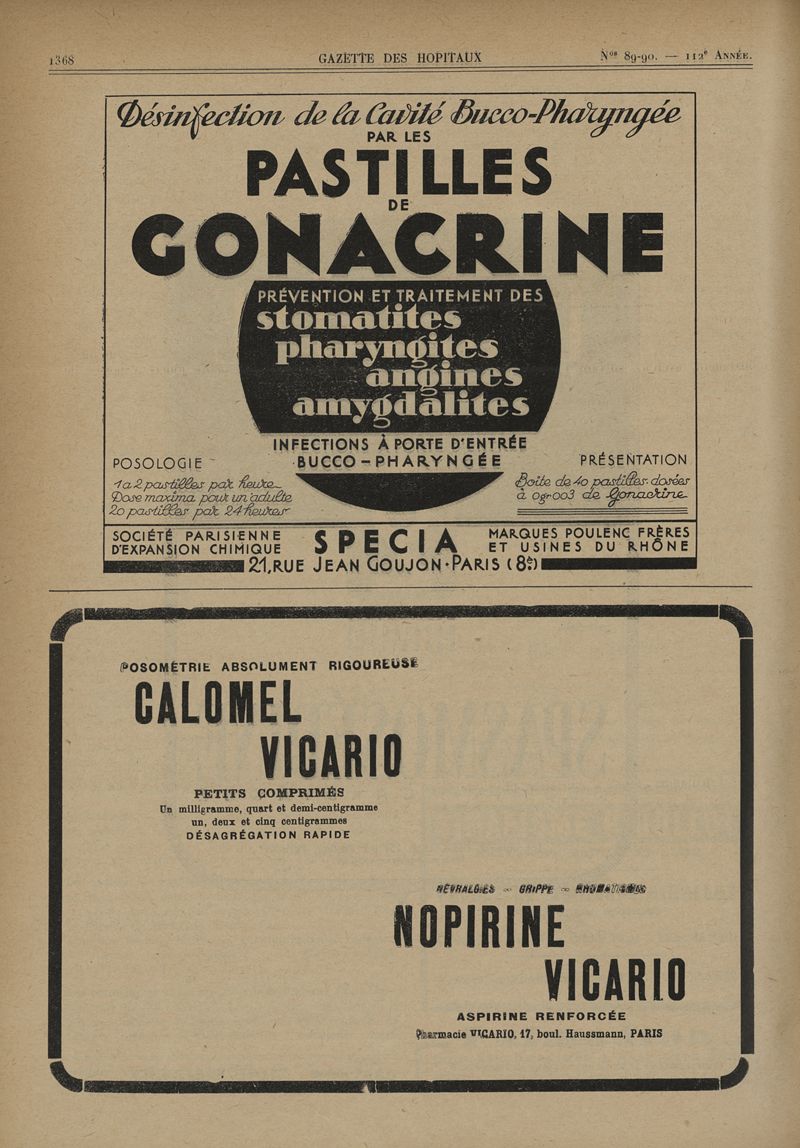 1368
GAZETTE DES HOPITAUX
Nos 89-90. — 112e ANNÉE.
Désinfection de la Cavité Bucco-Pharyngée
PAR LES
PASTILLES
DE
GONACRINE
PRÉVENTION ET TRAITEMENT DES
stomatites
pharyngites
angines
amygdalites
INFECTIONS À PORTE D'ENTRÉE
BUCCO-PHARYNGÉE
POSOLOGIE
1 a 2 pastilles par heure
Dose maxima pour un adulte
20 pastilles par 24 heures
PRÉSENTATION
Boite de 40 pastilles dosées
à 0gr003 de Gonacrine
SOCIÉTÉ PARISIENNE
D'EXPANSION CHIMIQUE
SPECIA
MARQUES POULENC FRÈRES
ET USINES DU RHÔNE
21, RUE JEAN GOUJON·PARIS (8e)
POSOMÉTRIE ABSOLUMENT RIGOUREUSE
CALOMEL
VICARIO
PETITS COMPRIMÉS
Un milligramme, quart et demi-centigramme
un, deux et cinq centigrammes
DÉSAGRÉGATION RAPIDE
NÉVRALGIES - GRIPPE - RHUMATISMES
NOPIRINE
VICARIO
ASPIRINE RENFORCÉE
Pharmacie VICARIO, 17, boul. Haussmann, PARIS